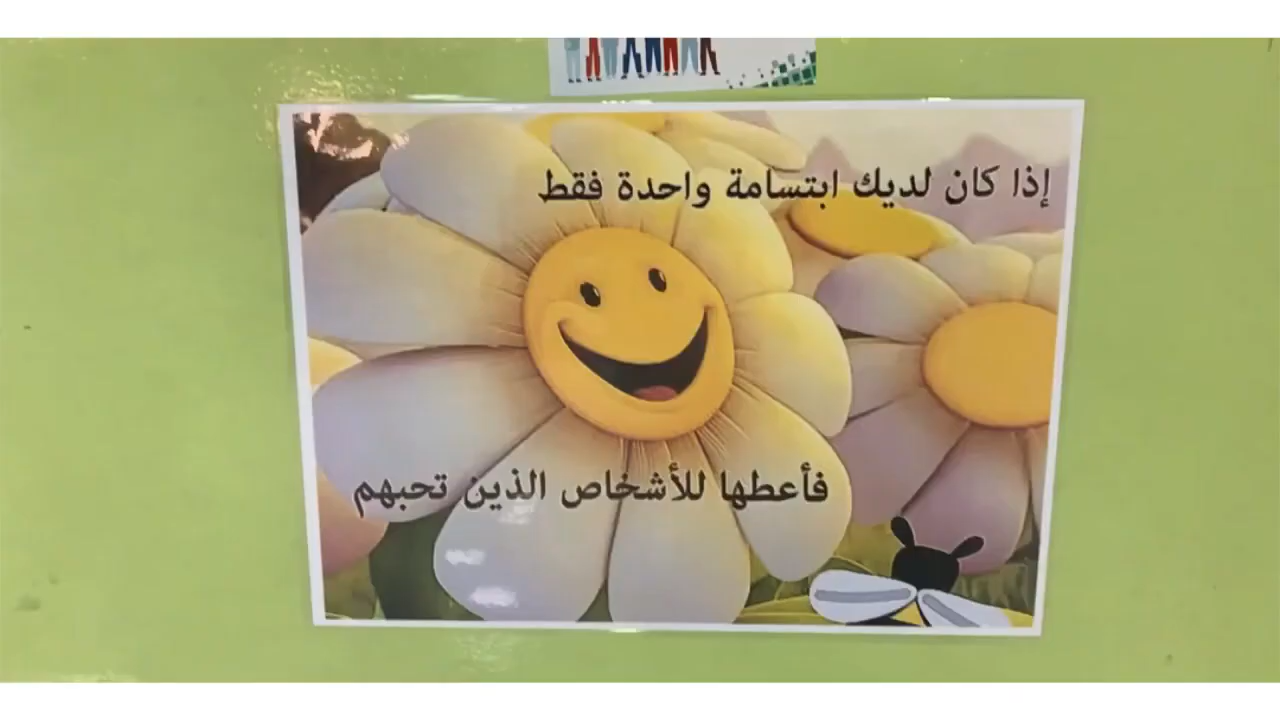 إذا كان لديك ابتسامة واحدة فقط
فأعطها للأشخاص الذين تحبهم